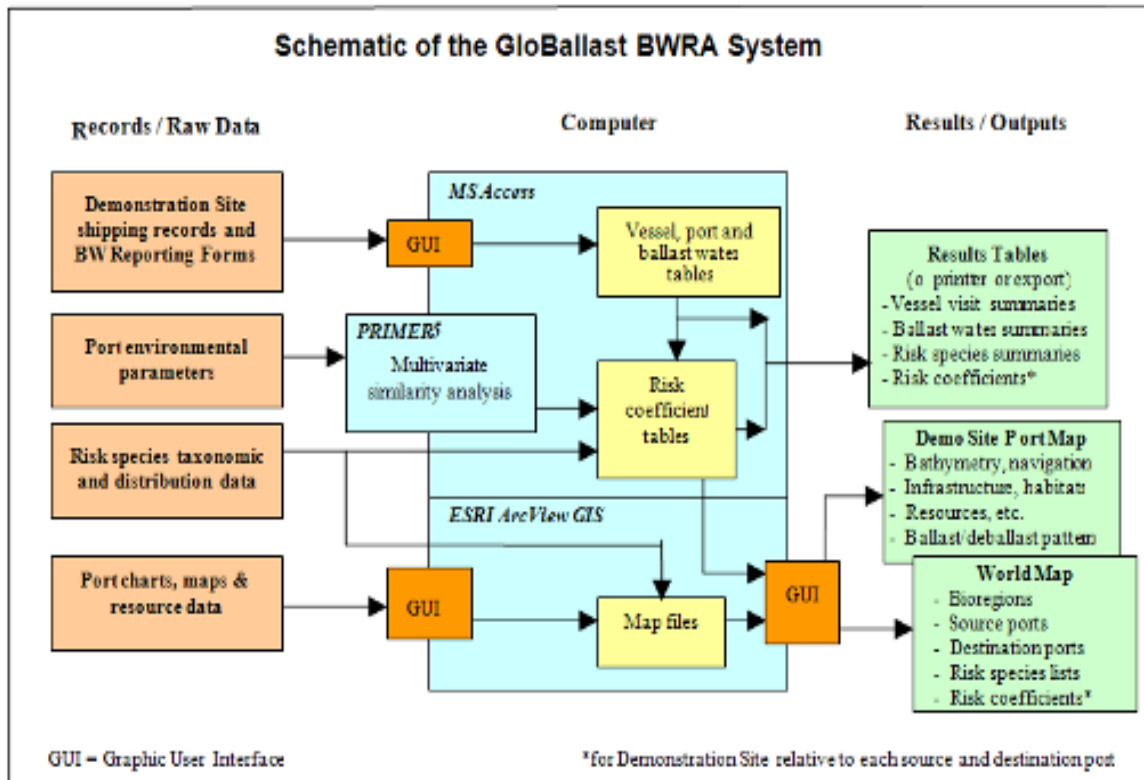 Schematic of the GloBallast BWRA System
Records / Raw Data
Computer
Results / Outputs
Demonstration Site
shipping records and
BW Reporting Forms
Port environmental
parameters
Risk species taxonomic
and distribution data
Port charts, maps &
resource data
MS Access
GUI
Vessel, port and
ballast water
tables
PRIMER5
Multivariate
similarity analysis
Risk
coefficient
tables
ESRI ArcView GIS
GUI
Map files
GUI
Results Tables
(o printer or export)
- Vessel visit summaries
- Ballast water summaries
- Risk species summaries
- Risk coefficients*
Demo Site Port Map
- Bathymetry, navigation
- Infrastructure, habitats
- Resources, etc.
- Ballast/deballast pattern
World Map
- Bioregions
- Source ports
- Destination ports
- Risk species lists
- Risk coefficients*
GUI = Graphic User Interface
*for Demonstration Site relative to each source and destination port